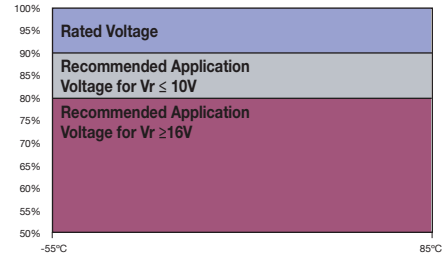 100%
95%
90%
85%
80%
75%
70%
65%
60%
55%
50%
Rated Voltage
Recommended Application
Voltage for Vr ≤ 10V
Recommended Application
Voltage for Vr ≥16V
-55ºC
85ºC